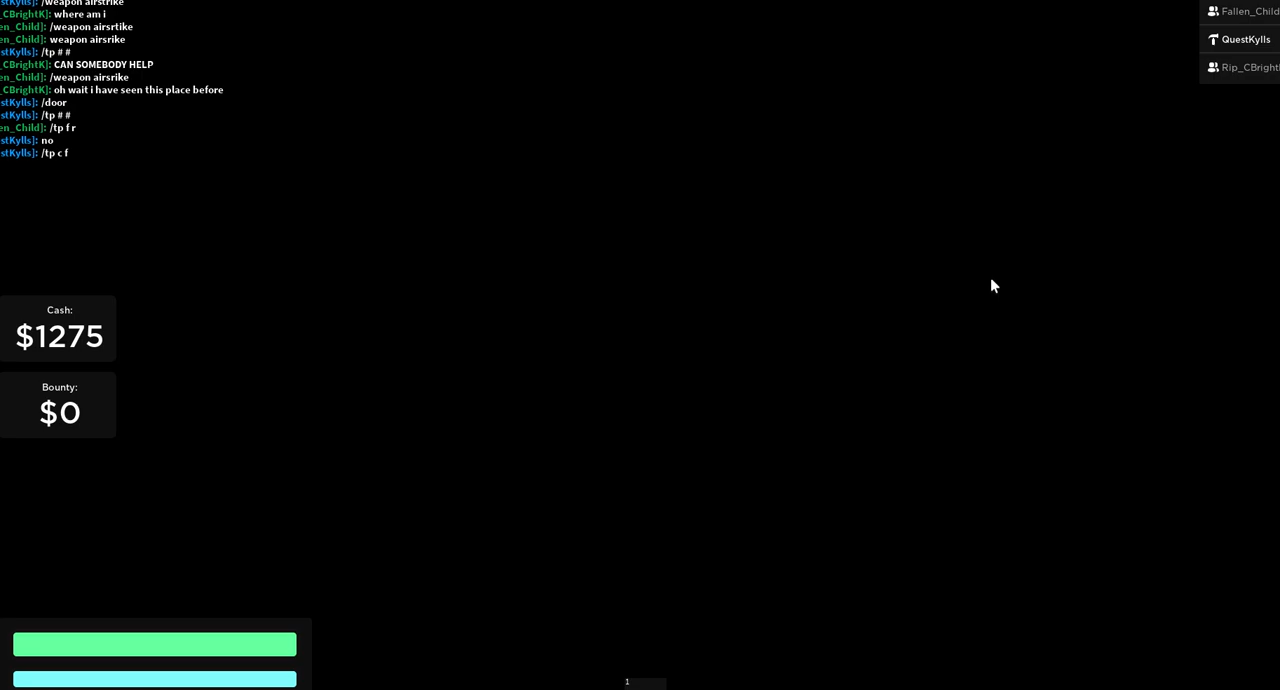 stKylls]: /weapon airstrike
_CBrightK]: where am i
en_Child]: /weapon airsrtike
en_Child]: weapon airsrike
stKylls]: /tp # #
_CBrightK]: CAN SOMEBODY HELP
en_Child]: /weapon airsrike
_CBrightK]: oh wait i have seen this place before
stKylls]: /door
stKylls]: /tp # #
en_Child]: /tp f r
stKylls]: no
stKylls]: /tp c f
Fallen_Child
QuestKylls
Rip_CBright
Cash:
$1275
Bounty:
$0
1